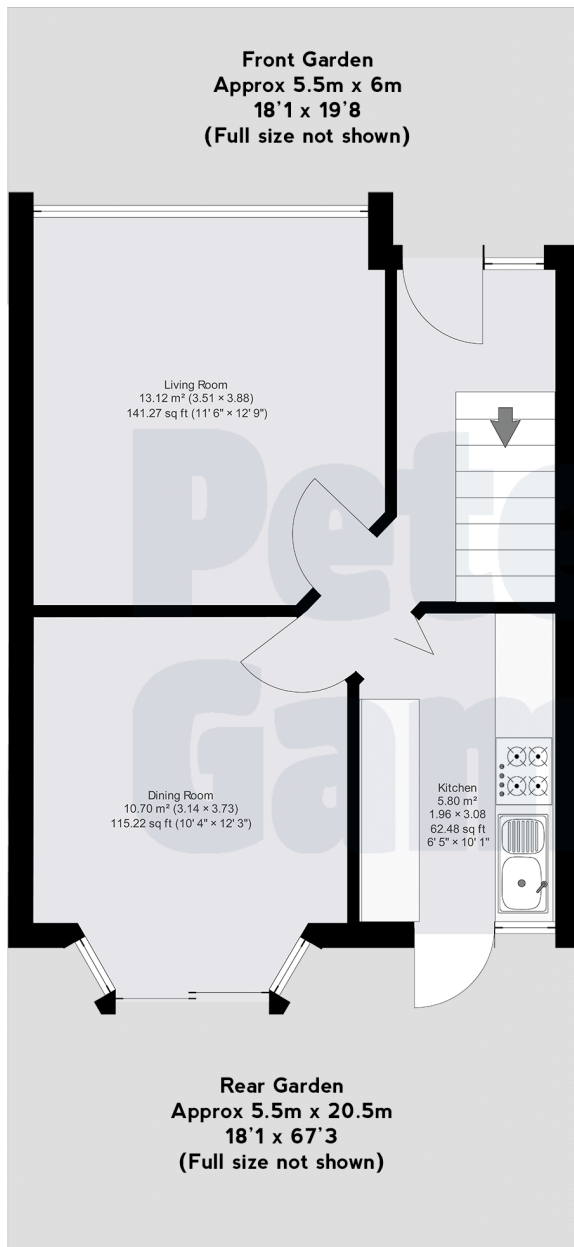 Front Garden
Approx 5.5m x 6m
18'1 x 19'8
(Full size not shown)
Living Room
13.12 m² (3.51 × 3.88)
141.27 sq ft (11' 6" × 12' 9")
Pete
Gam
Dining Room
10.70 m² (3.14 × 3.73)
115.22 sq ft (10' 4" × 12' 3")
Kitchen
5.80 m²
1.96 × 3.08
62.48 sq ft
6' 5" × 10' 1"
Rear Garden
Approx 5.5m x 20.5m
18'1 x 67'3
(Full size not shown)